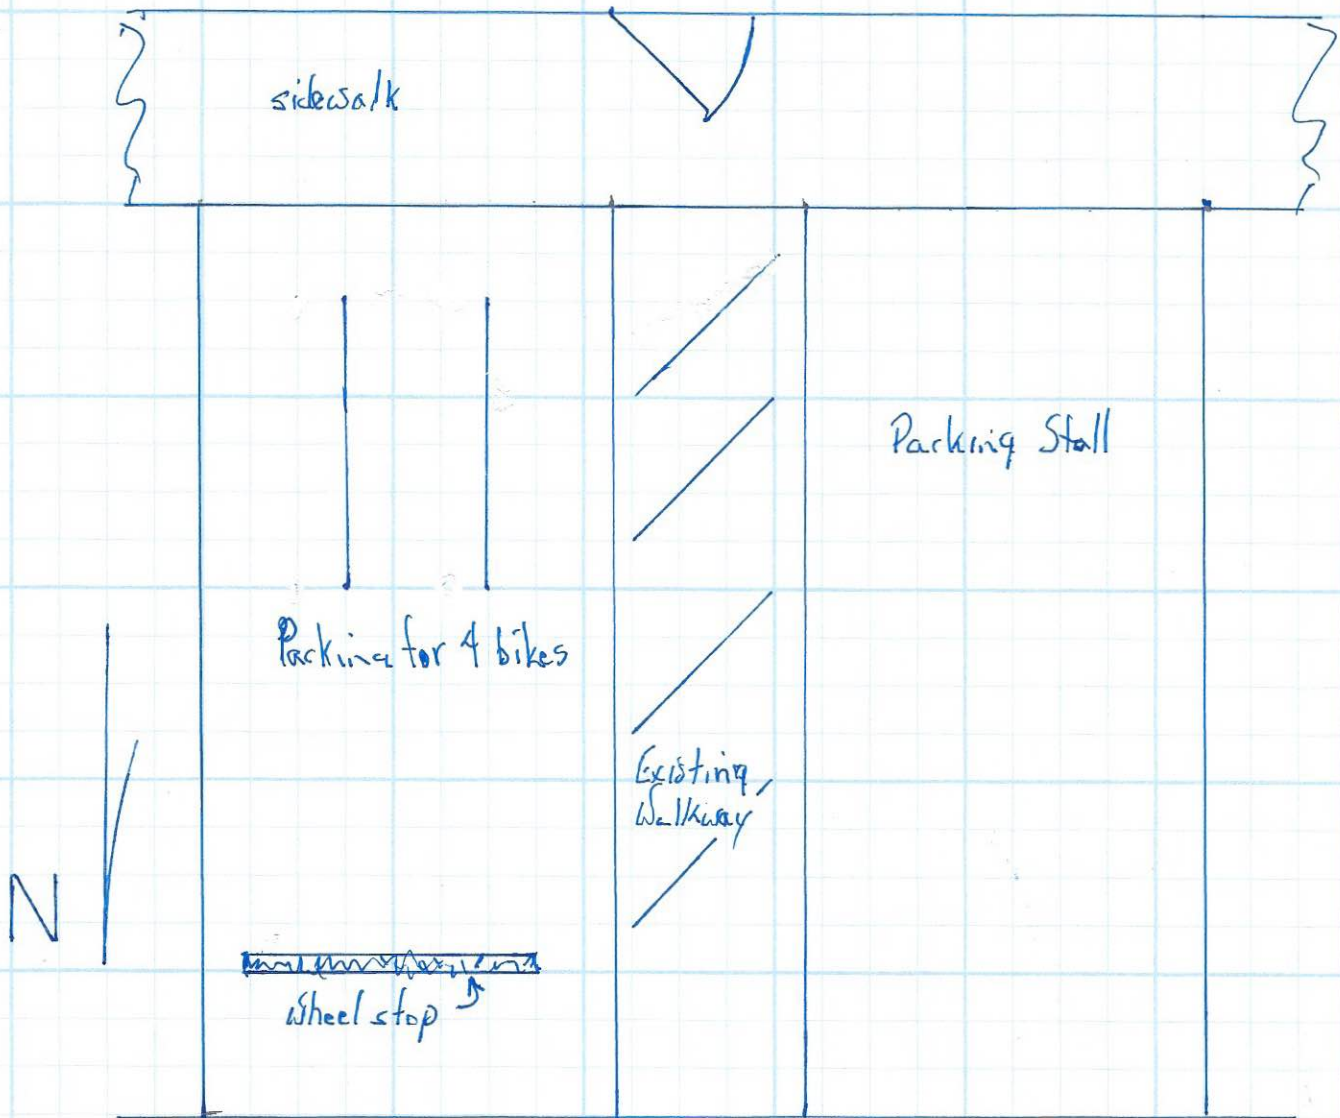 sidewalk
Parking Stall
Parking for 4 bikes
Existing
Walkway
N
Wheel stop